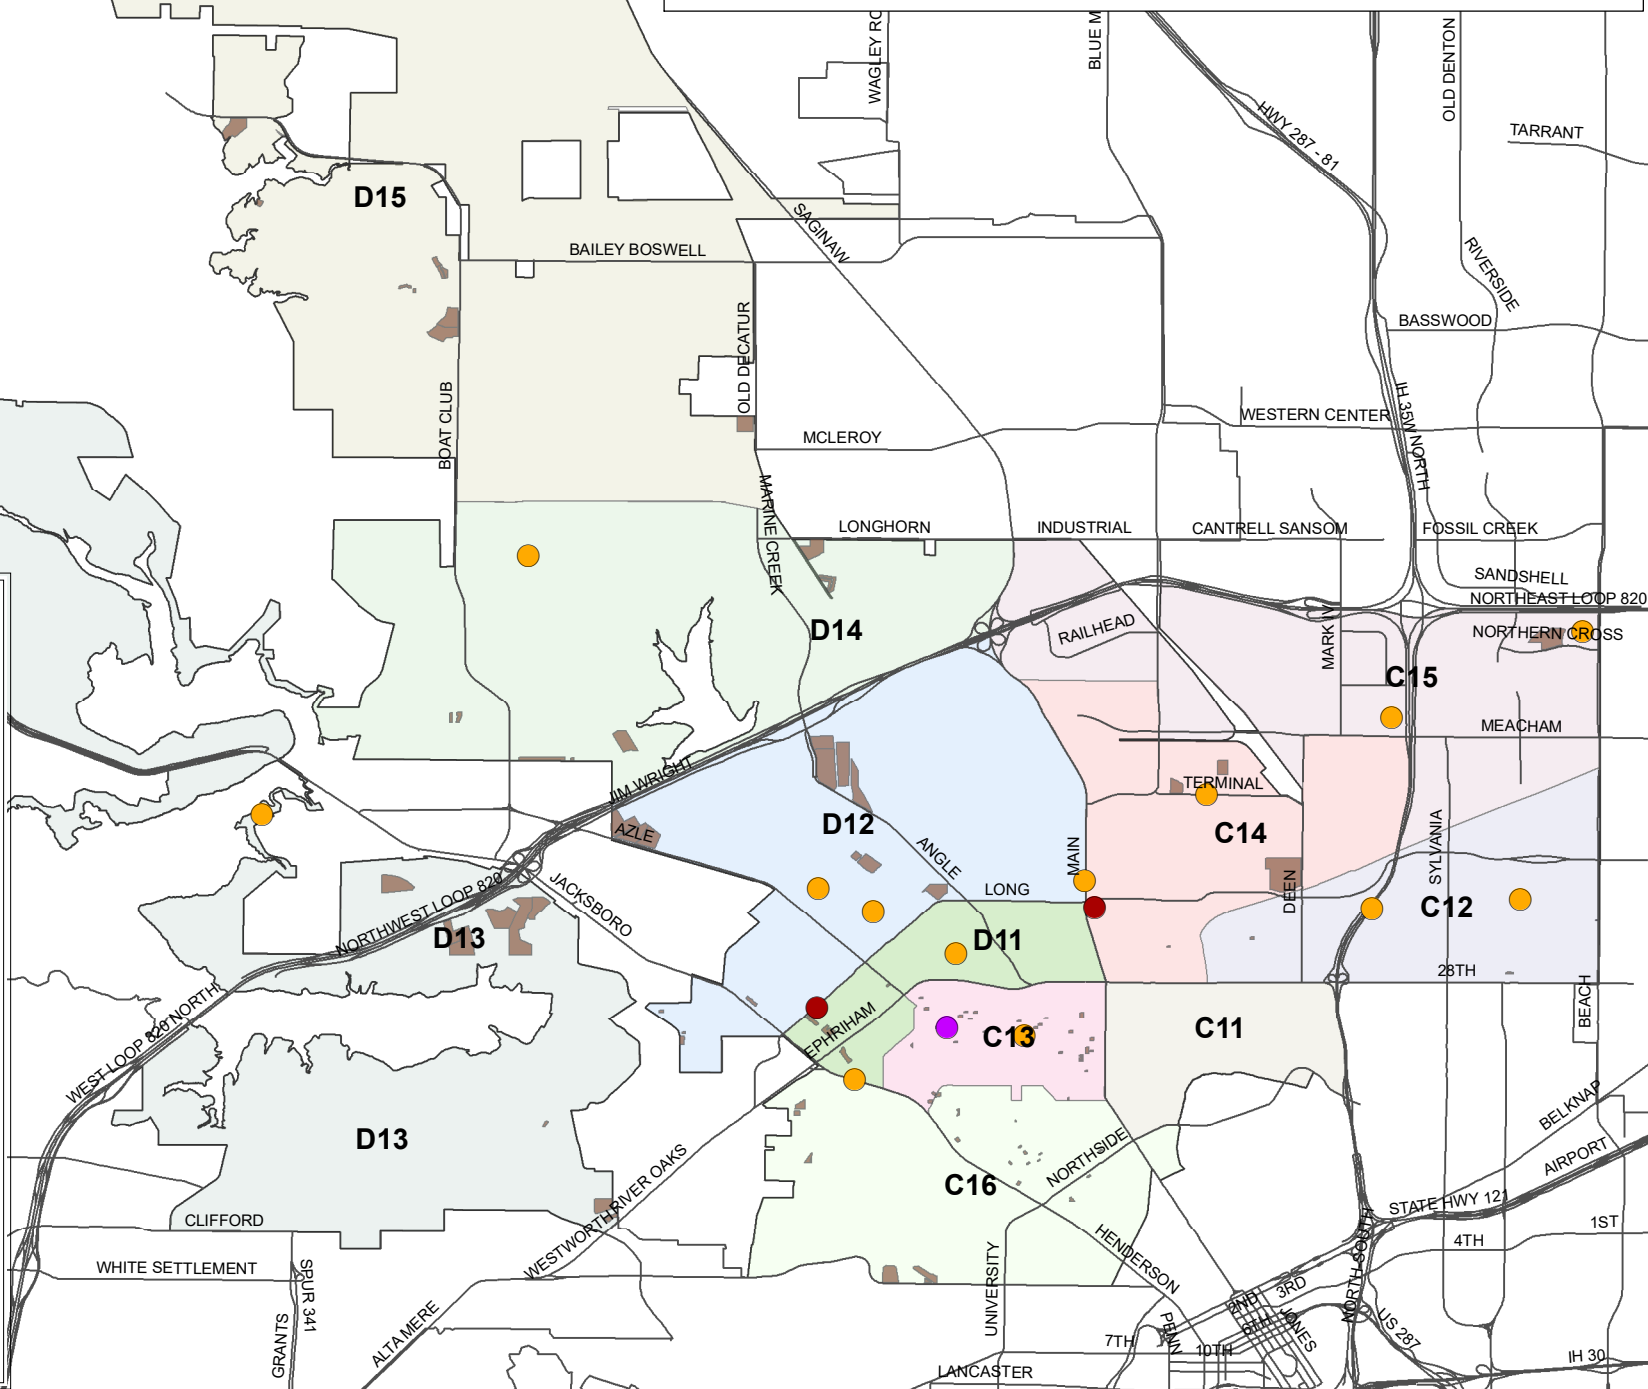 WAGLEY RO
BLUE M
OLD DENTON
HWY 287 - 81
TARRANT
D15
SAGINAW
BAILEY BOSWELL
RIVERSIDE
OLD DECATUR
BASSWOOD
BOAT CLUB
IH 35W NORTH
WESTERN CENTER
MCLEROY
MARINE CREEK
LONGHORN
INDUSTRIAL
CANTRELL SANSOM
FOSSIL CREEK
SANDSHELL
NORTHEAST LOOP 820
D14
RAILHEAD
MARK IV
NORTHERN CROSS
C15
MEACHAM
JIM WRIGHT
TERMINAL
AZLE
D12
C14
ANGLE
MAIN
SYLVANIA
JACKSBORO
LONG
DEEN
C12
NORTHWEST LOOP 820
D13
D11
28TH
WEST LOOP 820 NORTH
EPHRIHAM
C13
C11
BEACH
D13
BELKNAP
NORTHSIDE
AIRPORT
C16
WESTWORTH
RIVER OAKS
STATE HWY 121
CLIFFORD
1ST
4TH
WHITE SETTLEMENT
SPUR 341
UNIVERSITY
HENDERSON
NORTH-SOUTH
2ND
3RD
6TH
JONES
US 287
GRANTS
ALTA MERE
7TH
PENN
10TH
IH 30
LANCASTER